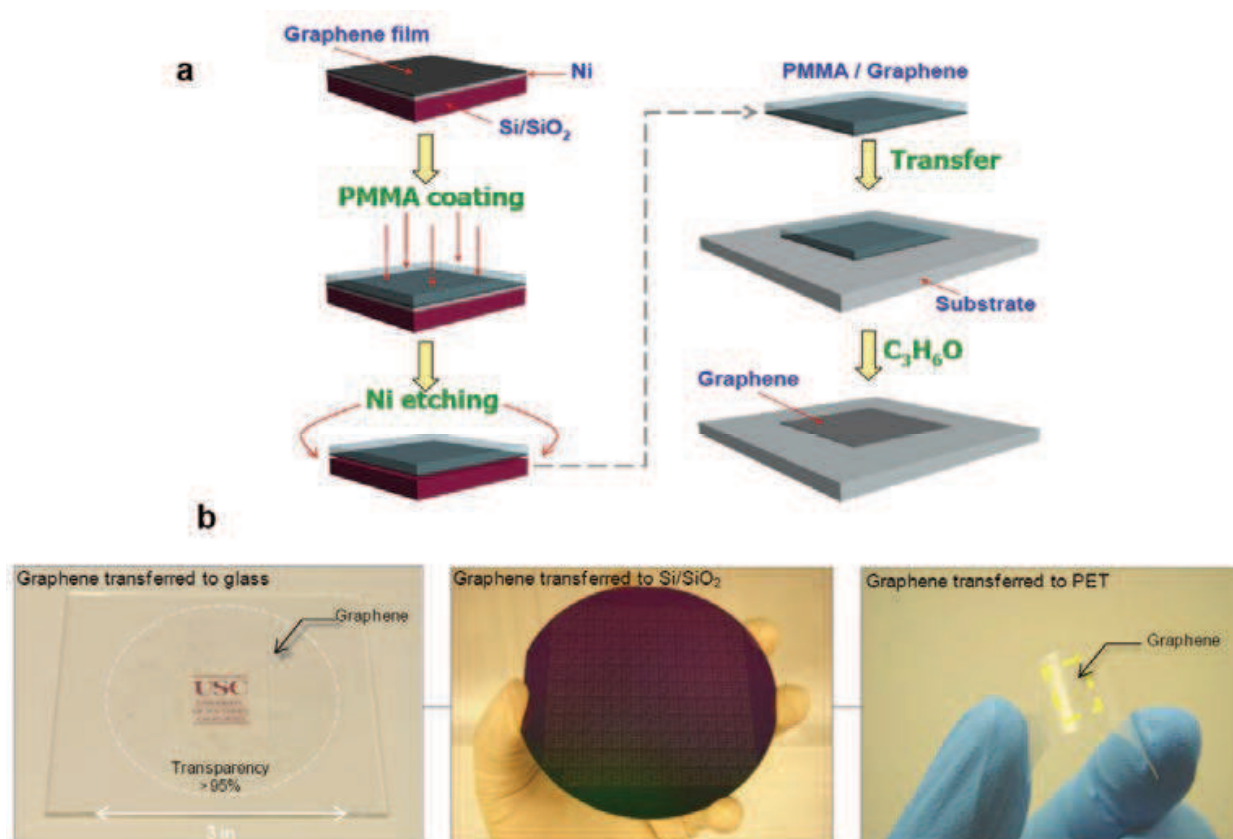 a
Graphene film
Ni
Si/SiO₂
PMMA coating
Ni etching
PMMA / Graphene
Transfer
Substrate
C₃H₆O
Graphene
b
Graphene transferred to glass
Graphene
USC
Transparency
>95%
3 in
Graphene transferred to Si/SiO₂
Graphene transferred to PET
Graphene